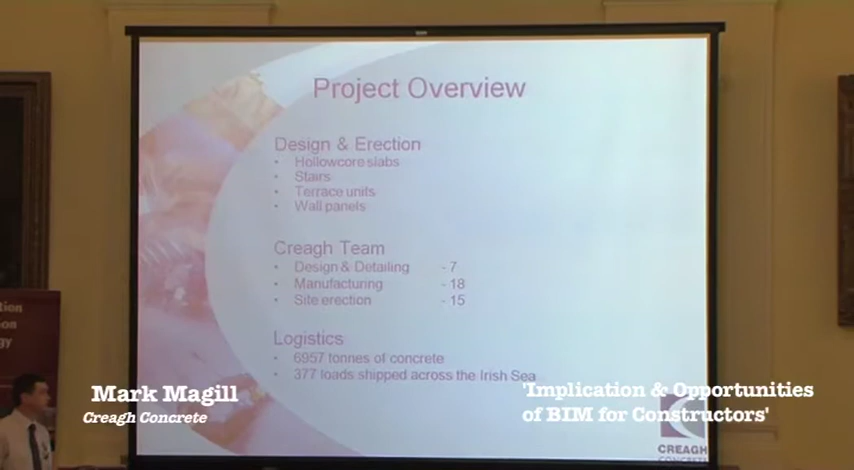 Project Overview
Design & Erection
• Hollowcore slabs
• Stairs
• Terrace units
• Wall panels
Creagh Team
• Design & Detailing - 7
• Manufacturing - 18
• Site erection - 15
Logistics
• 6957 tonnes of concrete
• 377 loads shipped across the Irish Sea
Mark Magill
Creagh Concrete
'Implication & Opportunities
of BIM for Constructors'
CREAGH
CONCRETE